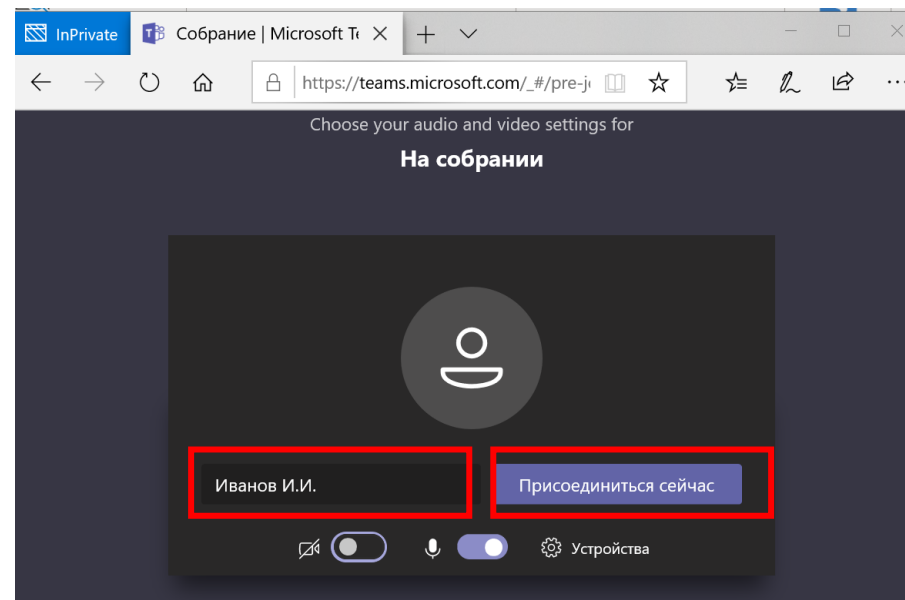 InPrivate
Собрание | Microsoft Te
https://teams.microsoft.com/_#/pre-j
Choose your audio and video settings for
На собрании
Иванов И.И.
Присоединиться сейчас
Устройства